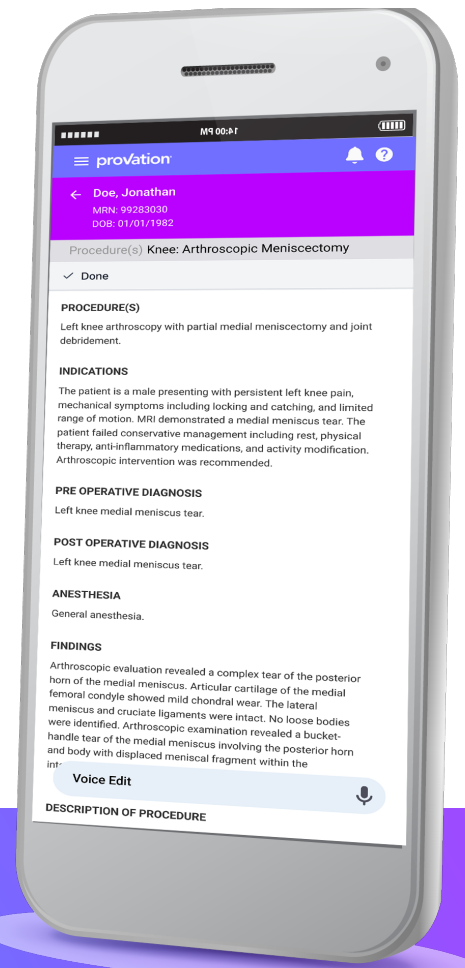 14:00 PM
provation
?
Doe, Jonathan
MRN: 99283030
DOB: 01/01/1982
Procedure(s) Knee: Arthroscopic Meniscectomy
Done
PROCEDURE(S)
Left knee arthroscopy with partial medial meniscectomy and joint
debridement.
INDICATIONS
The patient is a male presenting with persistent left knee pain,
mechanical symptoms including locking and catching, and limited
range of motion. MRI demonstrated a medial meniscus tear. The
patient failed conservative management including rest, physical
therapy, anti-inflammatory medications, and activity modification.
Arthroscopic intervention was recommended.
PRE OPERATIVE DIAGNOSIS
Left knee medial meniscus tear.
POST OPERATIVE DIAGNOSIS
Left knee medial meniscus tear.
ANESTHESIA
General anesthesia.
FINDINGS
Arthroscopic evaluation revealed a complex tear of the posterior
horn of the medial meniscus. Articular cartilage of the medial
femoral condyle showed mild chondral wear. The lateral
meniscus and cruciate ligaments were intact. No loose bodies
were identified. Arthroscopic examination revealed a bucket-
handle tear of the medial meniscus involving the posterior horn
and body with displaced meniscal fragment within the
Voice Edit
DESCRIPTION OF PROCEDURE